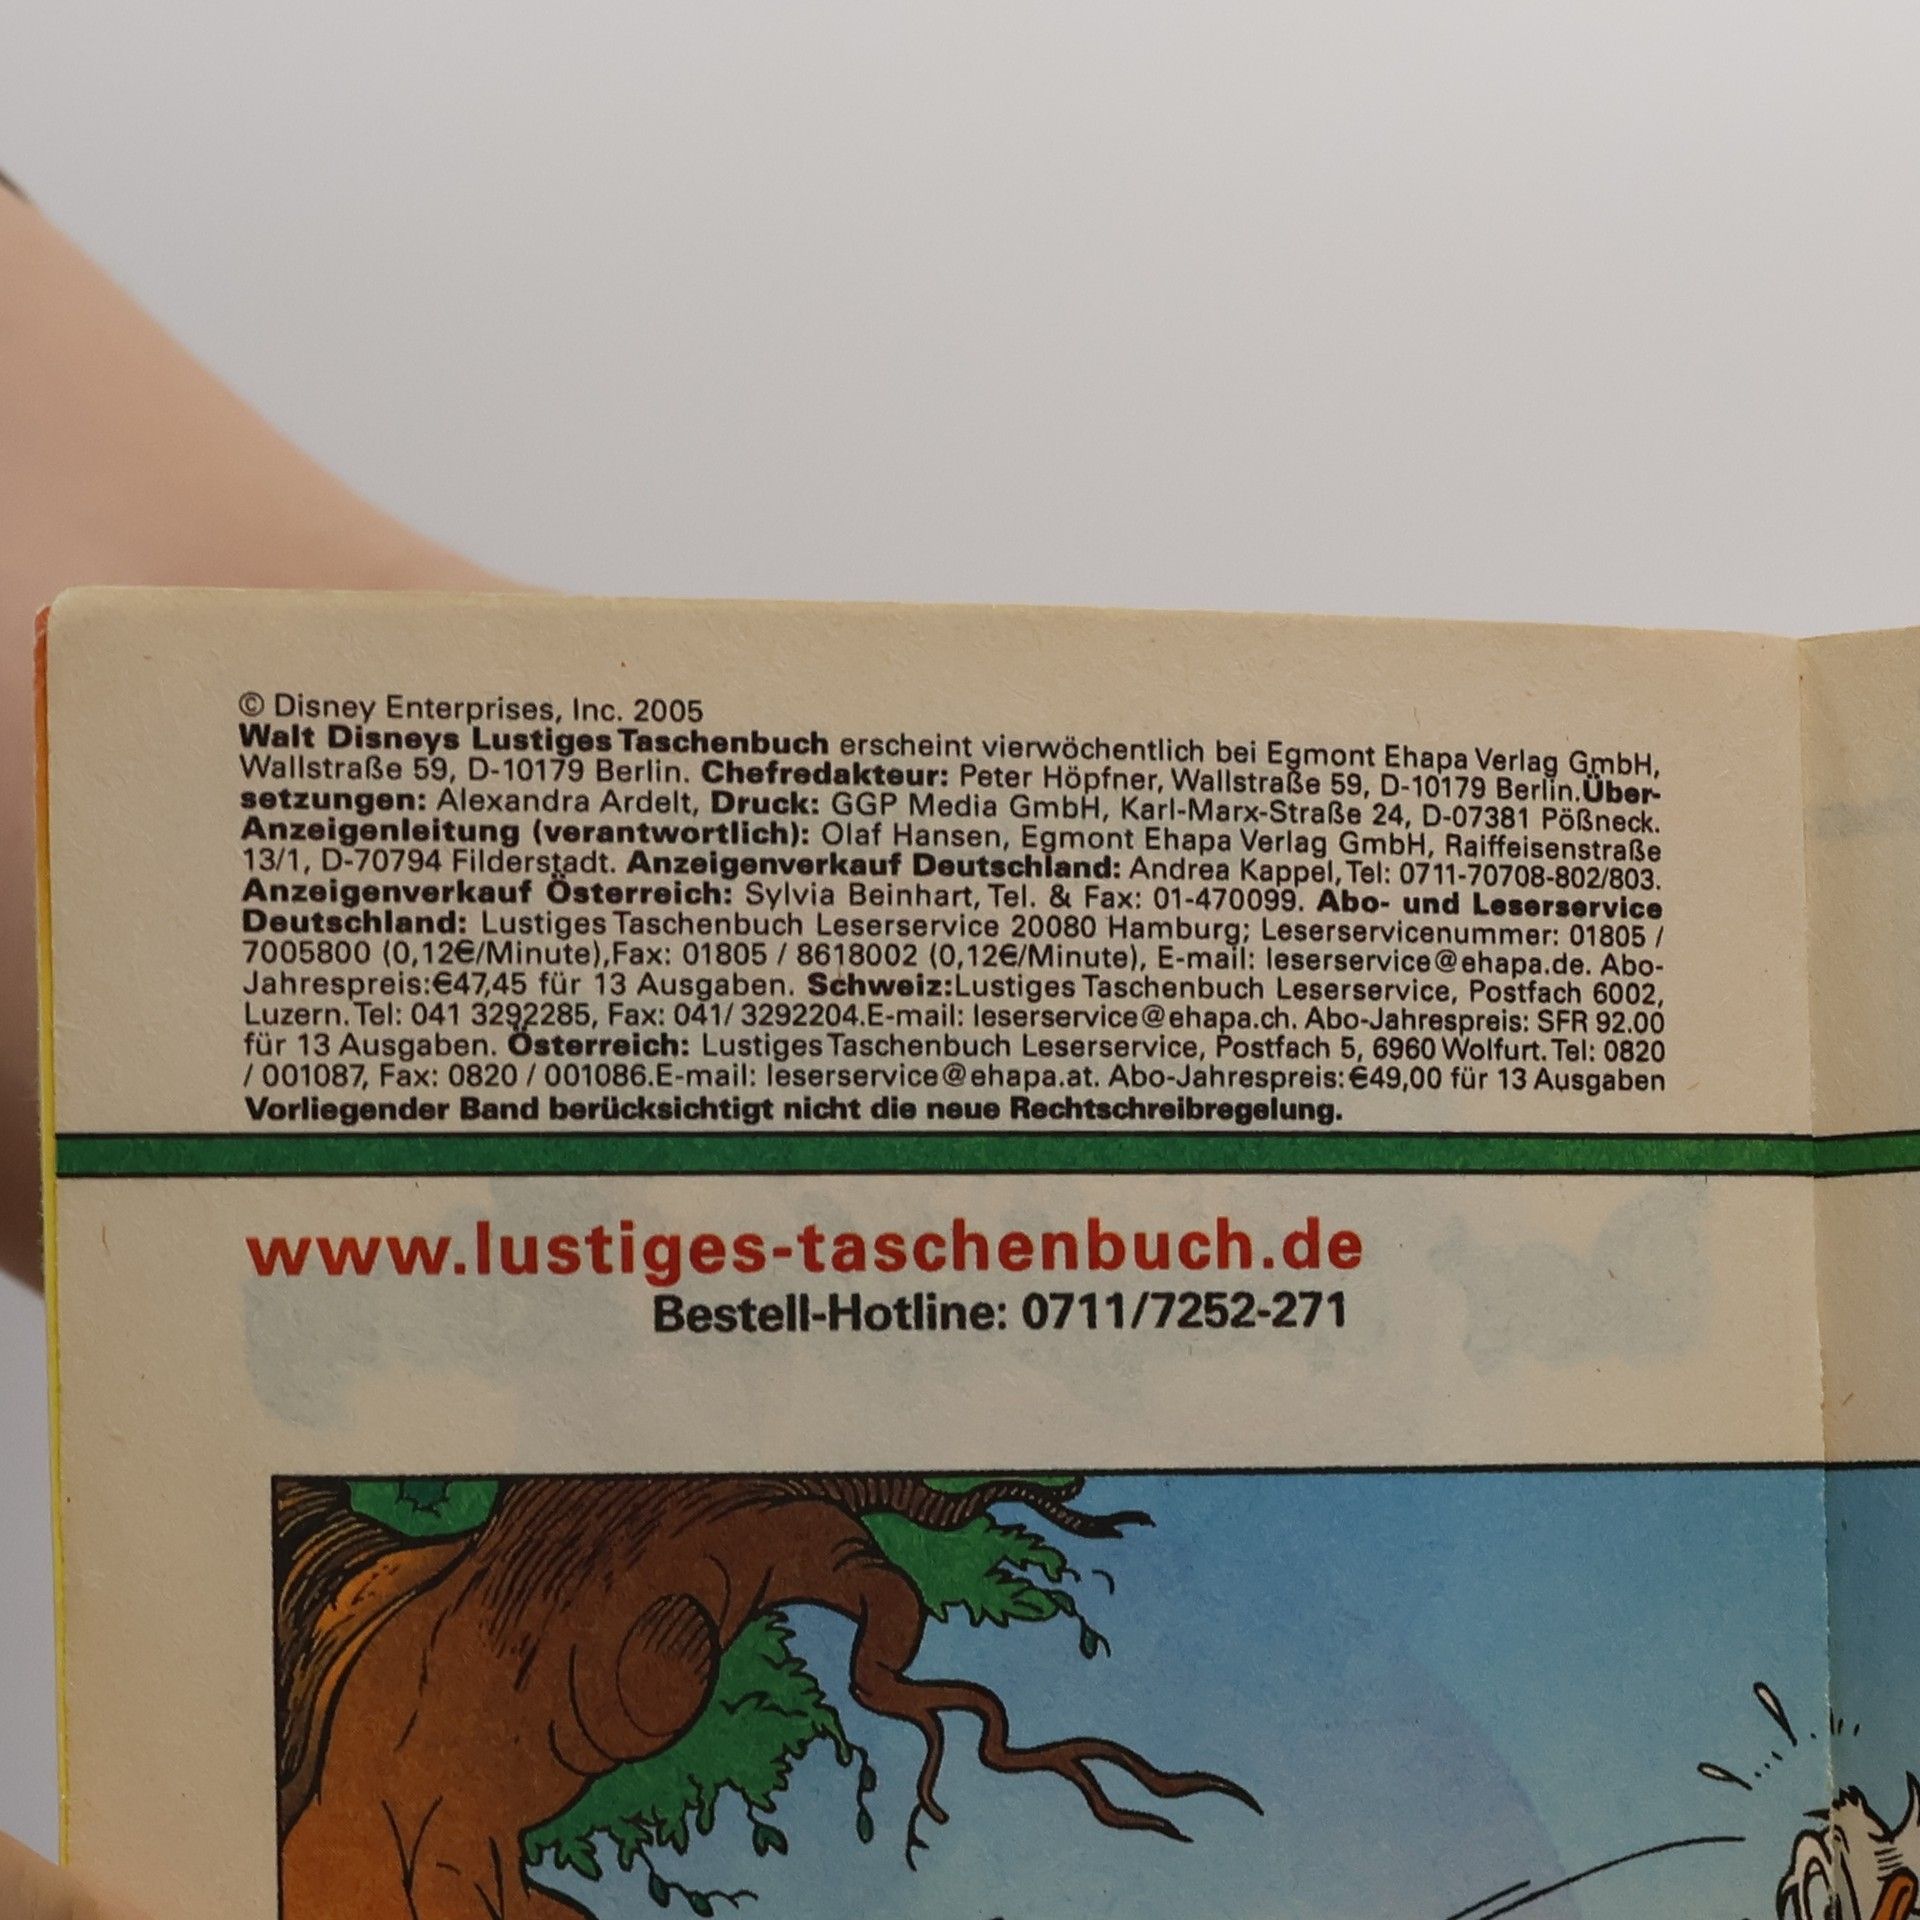 © Disney Enterprises, Inc. 2005
Walt Disneys Lustiges Taschenbuch erscheint vierwöchentlich bei Egmont Ehapa Verlag GmbH,
Wallstraße 59, D-10179 Berlin. Chefredakteur: Peter Höpfner, Wallstraße 59, D-10179 Berlin.Über-
setzungen: Alexandra Ardelt, Druck: GGP Media GmbH, Karl-Marx-Straße 24, D-07381 Pößneck.
Anzeigenleitung (verantwortlich): Olaf Hansen, Egmont Ehapa Verlag GmbH, Raiffeisenstraße
13/1, D-70794 Filderstadt. Anzeigenverkauf Deutschland: Andrea Kappel, Tel: 0711-70708-802/803.
Anzeigenverkauf Österreich: Sylvia Beinhart, Tel. & Fax: 01-470099. Abo- und Leserservice
Deutschland: Lustiges Taschenbuch Leserservice 20080 Hamburg; Leserservicenummer: 01805 /
7005800 (0,12€/Minute),Fax: 01805 / 8618002 (0,12€/Minute), E-mail: leserservice@ehapa.de. Abo-
Jahrespreis:€47,45 für 13 Ausgaben. Schweiz:Lustiges Taschenbuch Leserservice, Postfach 6002,
Luzern. Tel: 041 3292285, Fax: 041/ 3292204.E-mail: leserservice@ehapa.ch. Abo-Jahrespreis: SFR 92.00
für 13 Ausgaben. Österreich: Lustiges Taschenbuch Leserservice, Postfach 5, 6960 Wolfurt. Tel: 0820
/ 001087, Fax: 0820 / 001086.E-mail: leserservice@ehapa.at. Abo-Jahrespreis:€49,00 für 13 Ausgaben
Vorliegender Band berücksichtigt nicht die neue Rechtschreibregelung.
www.lustiges-taschenbuch.de
Bestell-Hotline: 0711/7252-271